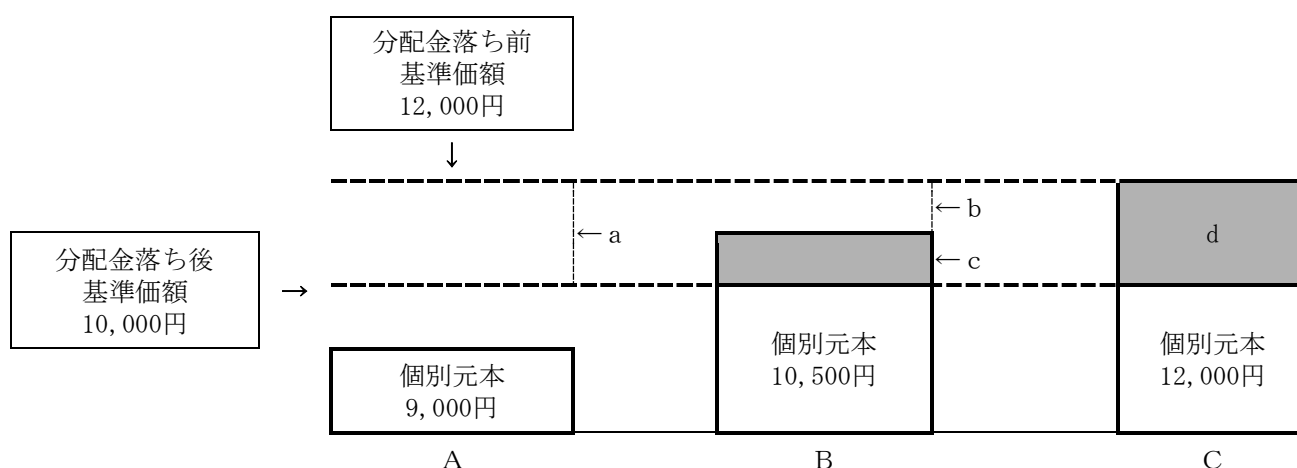 分配金落ち前
基準価額
12,000円
↓
← b
← a
d
分配金落ち後
基準価額
10,000円
→
← c
個別元本
9,000円
個別元本
10,500円
個別元本
12,000円
A
B
C